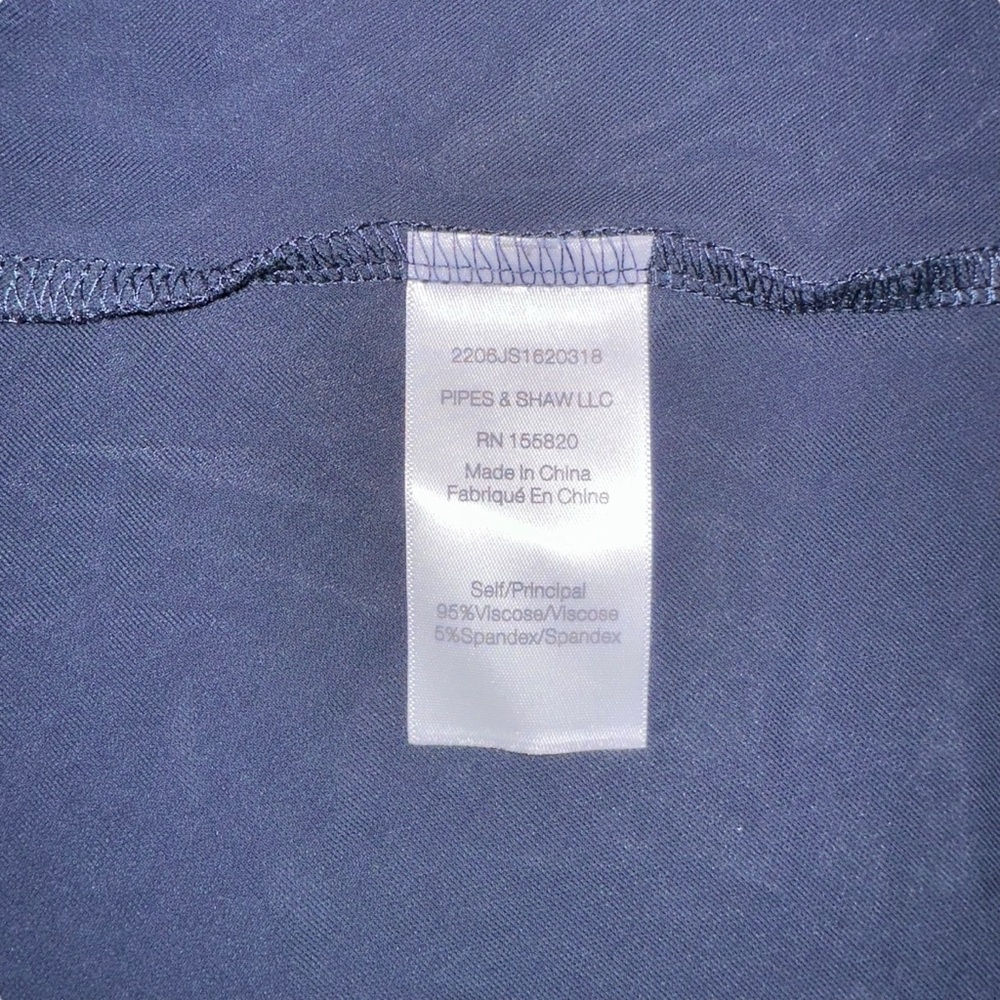 2206JS1620318
PIPES & SHAW LLC
RN 155820
Made In China
Fabriqué En Chine
Self/Principal
95%Viscose/Viscose
5%Spandex/Spandex